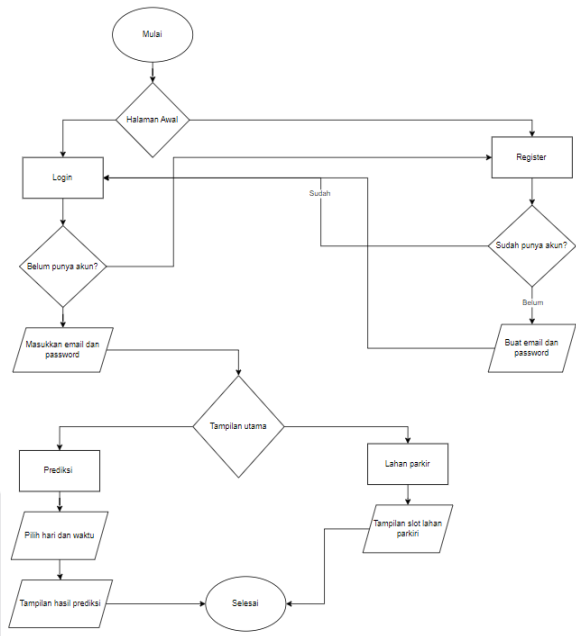 Mulai
Halaman Awal
Login
Register
Sudah
Belum punya akun?
Sudah punya akun?
Belum
Masukkan email dan
password
Buat email dan
password
Tampilan utama
Prediksi
Lahan parkir
Pilih hari dan waktu
Tampilan slot lahan
parkiri
Tampilan hasil prediksi
Selesai